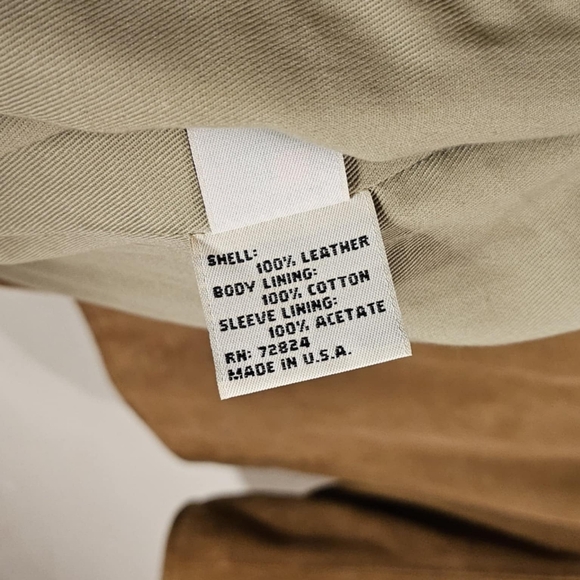 SHELL:
100% LEATHER
BODY LINING:
100% COTTON
SLEEVE LINING:
100% ACETATE
RN: 72824
MADE IN U.S.A.